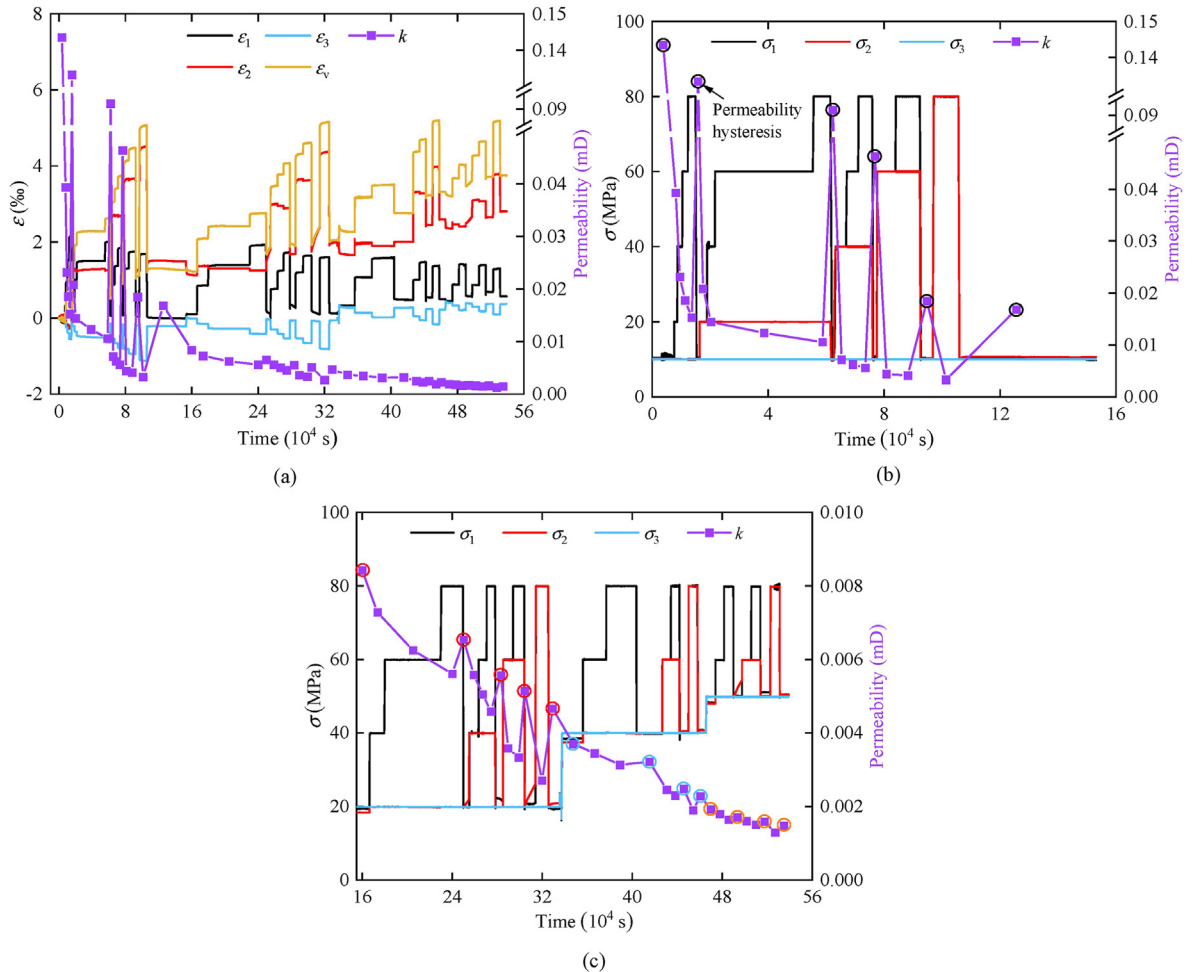 8
6
4
2
0
-2
ε (‰)
ε₁
ε₃
k
ε₂
εᵥ
0.15
0.14
0.09
0.04
0.03
0.02
0.01
0.00
Permeability (mD)
0
8
16
24
32
40
48
56
Time (10⁴ s)
(a)
100
80
60
40
20
0
σ (MPa)
σ₁
σ₂
σ₃
k
Permeability
hysteresis
0.15
0.14
0.09
0.04
0.03
0.02
0.01
0.00
Permeability (mD)
0
4
8
12
16
Time (10⁴ s)
(b)
100
80
60
40
20
0
σ (MPa)
σ₁
σ₂
σ₃
k
0.010
0.008
0.006
0.004
0.002
0.000
Permeability (mD)
16
24
32
40
48
56
Time (10⁴ s)
(c)